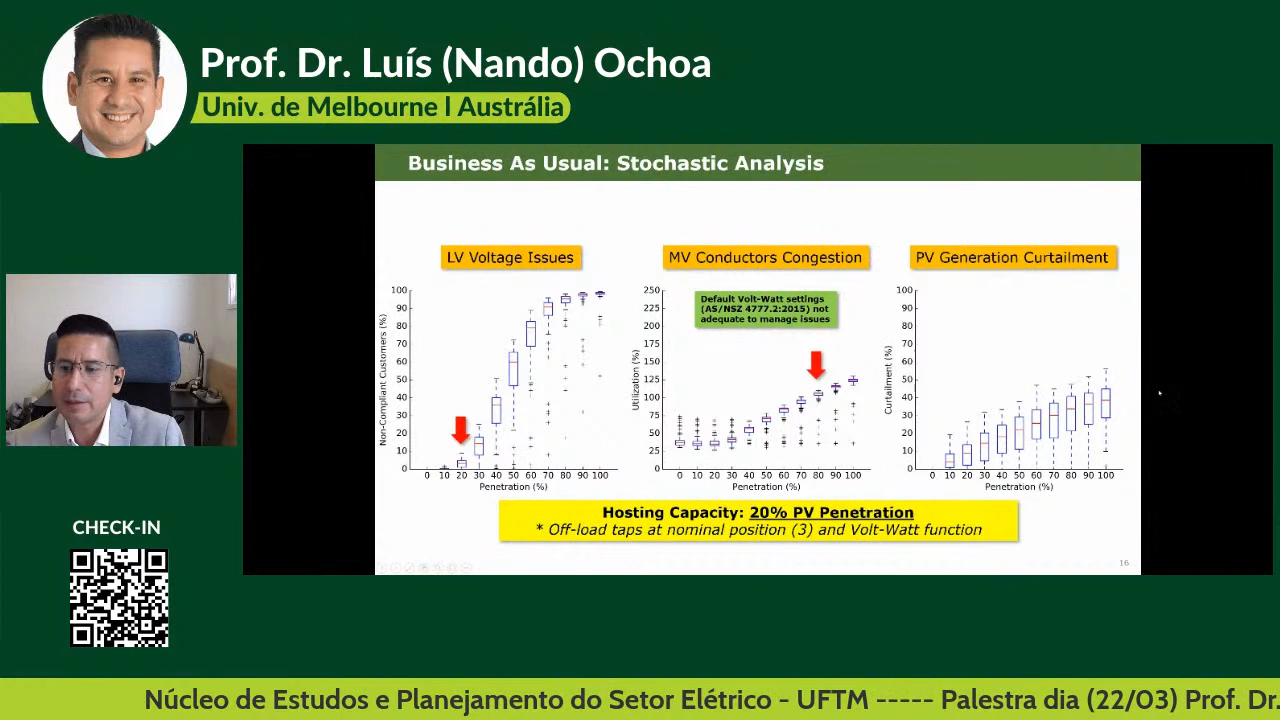 Prof. Dr. Luís (Nando) Ochoa
Univ. de Melbourne l Austrália
Business As Usual: Stochastic Analysis
LV Voltage Issues
MV Conductors Congestion
PV Generation Curtailment
Non-Compliant Customers (%)
100
90
80
70
60
50
40
30
20
10
0
0 10 20 30 40 50 60 70 80 90 100
Penetration (%)
Default Volt-Watt settings
(AS/NSZ 4777.2:2015) not
adequate to manage issues
Utilization (%)
250
225
200
175
150
125
100
75
50
25
0
0 10 20 30 40 50 60 70 80 90 100
Penetration (%)
Curtailment (%)
100
90
80
70
60
50
40
30
20
10
0
0 10 20 30 40 50 60 70 80 90 100
Penetration (%)
Hosting Capacity: 20% PV Penetration
* Off-load taps at nominal position (3) and Volt-Watt function
16
CHECK-IN
Núcleo de Estudos e Planejamento do Setor Elétrico - UFTM ----- Palestra dia (22/03) Prof. Dr.